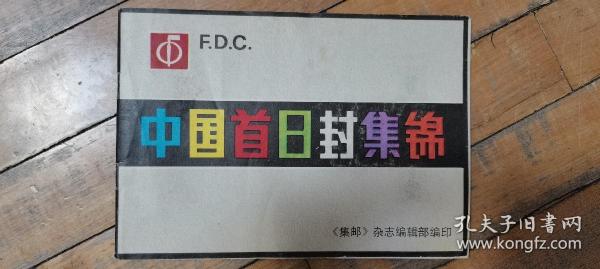 F.D.C.
中国首日封集锦
《集邮》杂志编辑部编印
孔夫子旧书网
www.kongfz.com